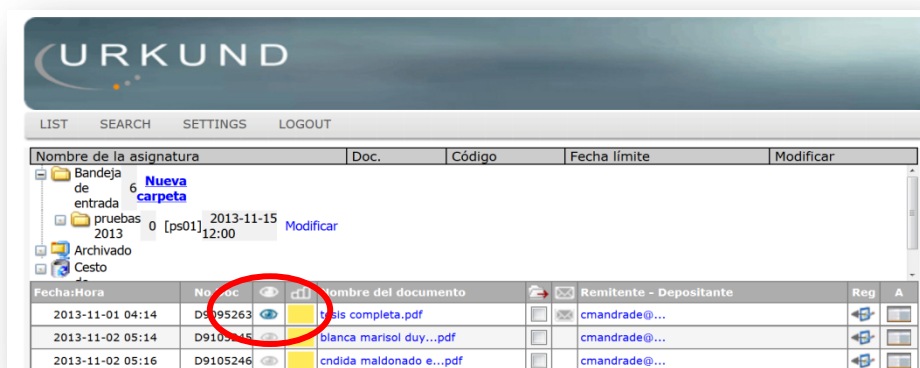 URKUND
LIST SEARCH SETTINGS LOGOUT
Nombre de la asignatura Doc. Código Fecha límite Modificar
Bandeja de entrada 6 Nueva carpeta
pruebas 2013 0 [ps01] 2013-11-15 12:00 Modificar
Archivado
Cesto
Fecha:Hora No Doc Nombre del documento Remitente - Depositante Reg A
2013-11-01 04:14 D9095263 tesis completa.pdf cmandrade@...
2013-11-02 05:14 D9105245 blanca marisol duy...pdf cmandrade@...
2013-11-02 05:16 D9105246 cndida maldonado e...pdf cmandrade@...